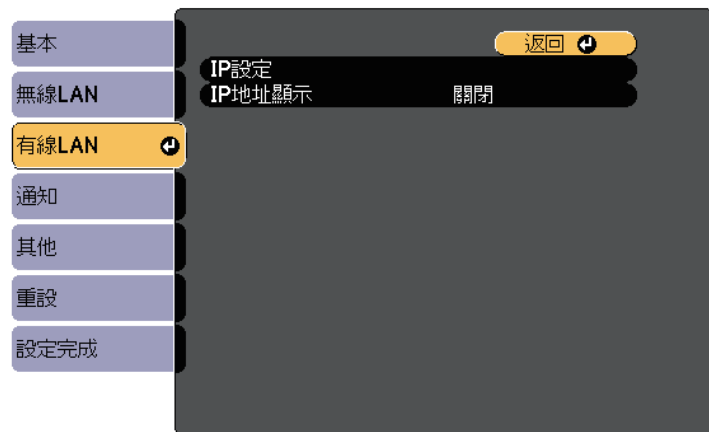 基本
無線LAN
有線LAN
通知
其他
重設
設定完成
返回
IP設定
IP地址顯示 關閉